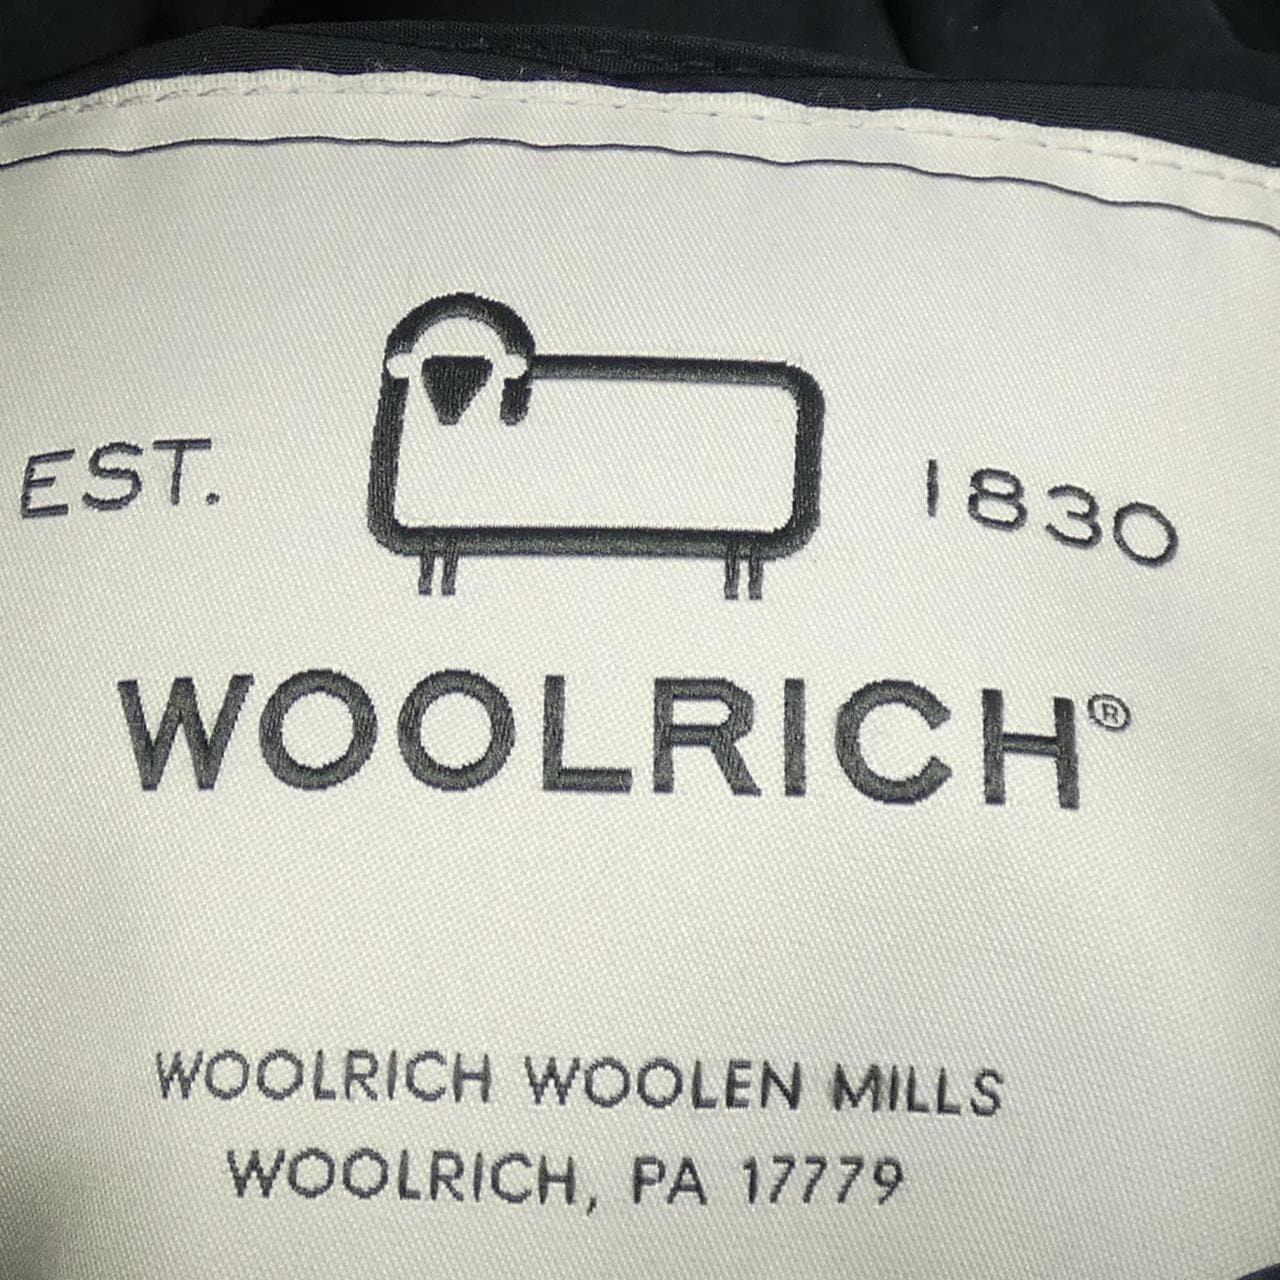 EST. 1830
WOOLRICH®
WOOLRICH WOOLEN MILLS
WOOLRICH, PA 17779